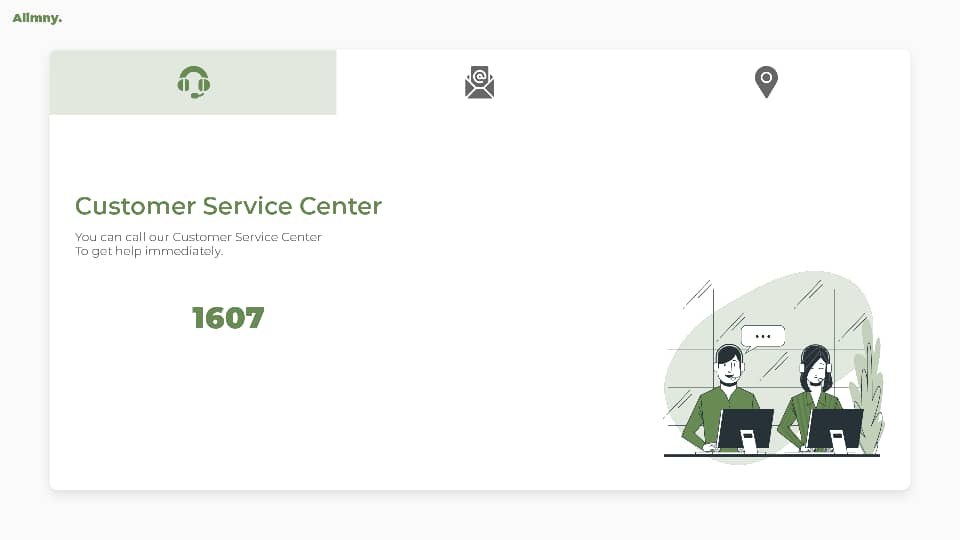 Allmny.
Customer Service Center
You can call our Customer Service Center
To get help immediately.
1607